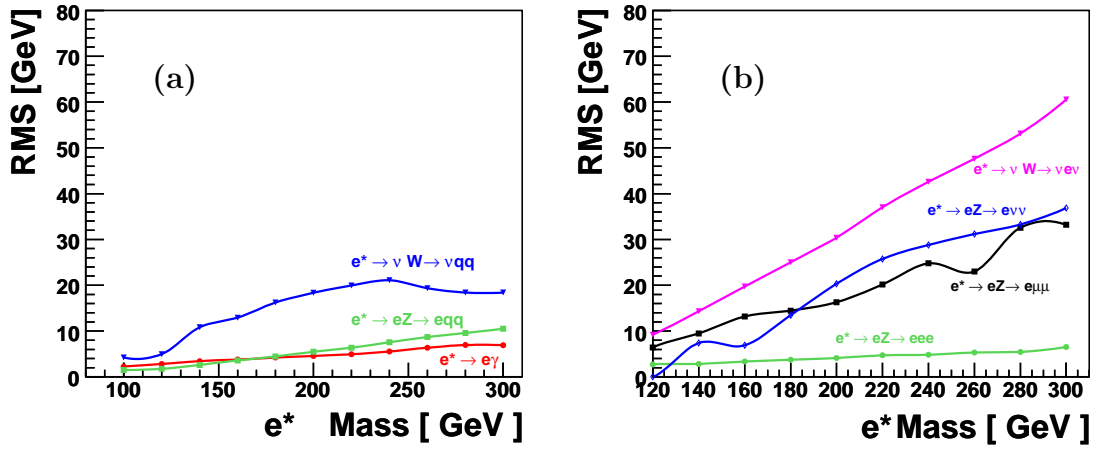 RMS [GeV]
80
70
60
50
40
30
20
10
0
(a)
e* → ν W→ νqq
e* → eZ→ eqq
e* → eγ
100
150
200
250
300
e* Mass [ GeV ]
RMS [GeV]
80
70
60
50
40
30
20
10
0
(b)
e* → ν W→ νeν
e* → eZ→ eνν
e* → eZ→ eμμ
e* → eZ→ eee
120
140
160
180
200
220
240
260
280
300
e* Mass [ GeV ]